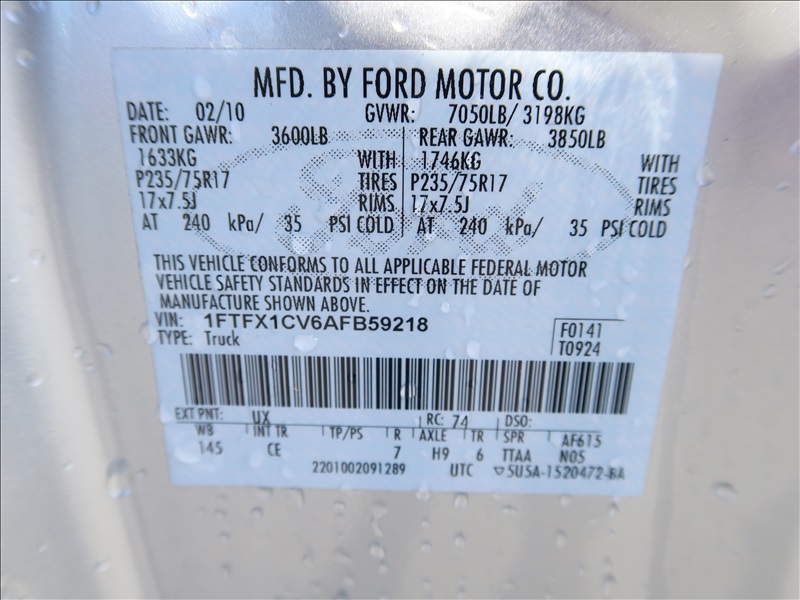 MFD. BY FORD MOTOR CO.
DATE: 02/10 GVWR: 7050LB/ 3198KG
FRONT GAWR: 3600LB REAR GAWR: 3850LB
1633KG WITH 1746KG WITH
P235/75R17 TIRES P235/75R17 TIRES
17x7.5J RIMS 17x7.5J RIMS
AT 240 kPa/ 35 PSI COLD AT 240 kPa/ 35 PSI COLD
Ford
THIS VEHICLE CONFORMS TO ALL APPLICABLE FEDERAL MOTOR
VEHICLE SAFETY STANDARDS IN EFFECT ON THE DATE OF
MANUFACTURE SHOWN ABOVE.
VIN: 1FTFX1CV6AFB59218 F0141
TYPE: Truck T0924
EXT PNT: UX RC: 74 DSO:
WB INT TR TP/PS R AXLE TR SPR AF615
145 CE 7 H9 6 TTAA N05
2201002091289 UTC ▽5U5A-1520472-BA